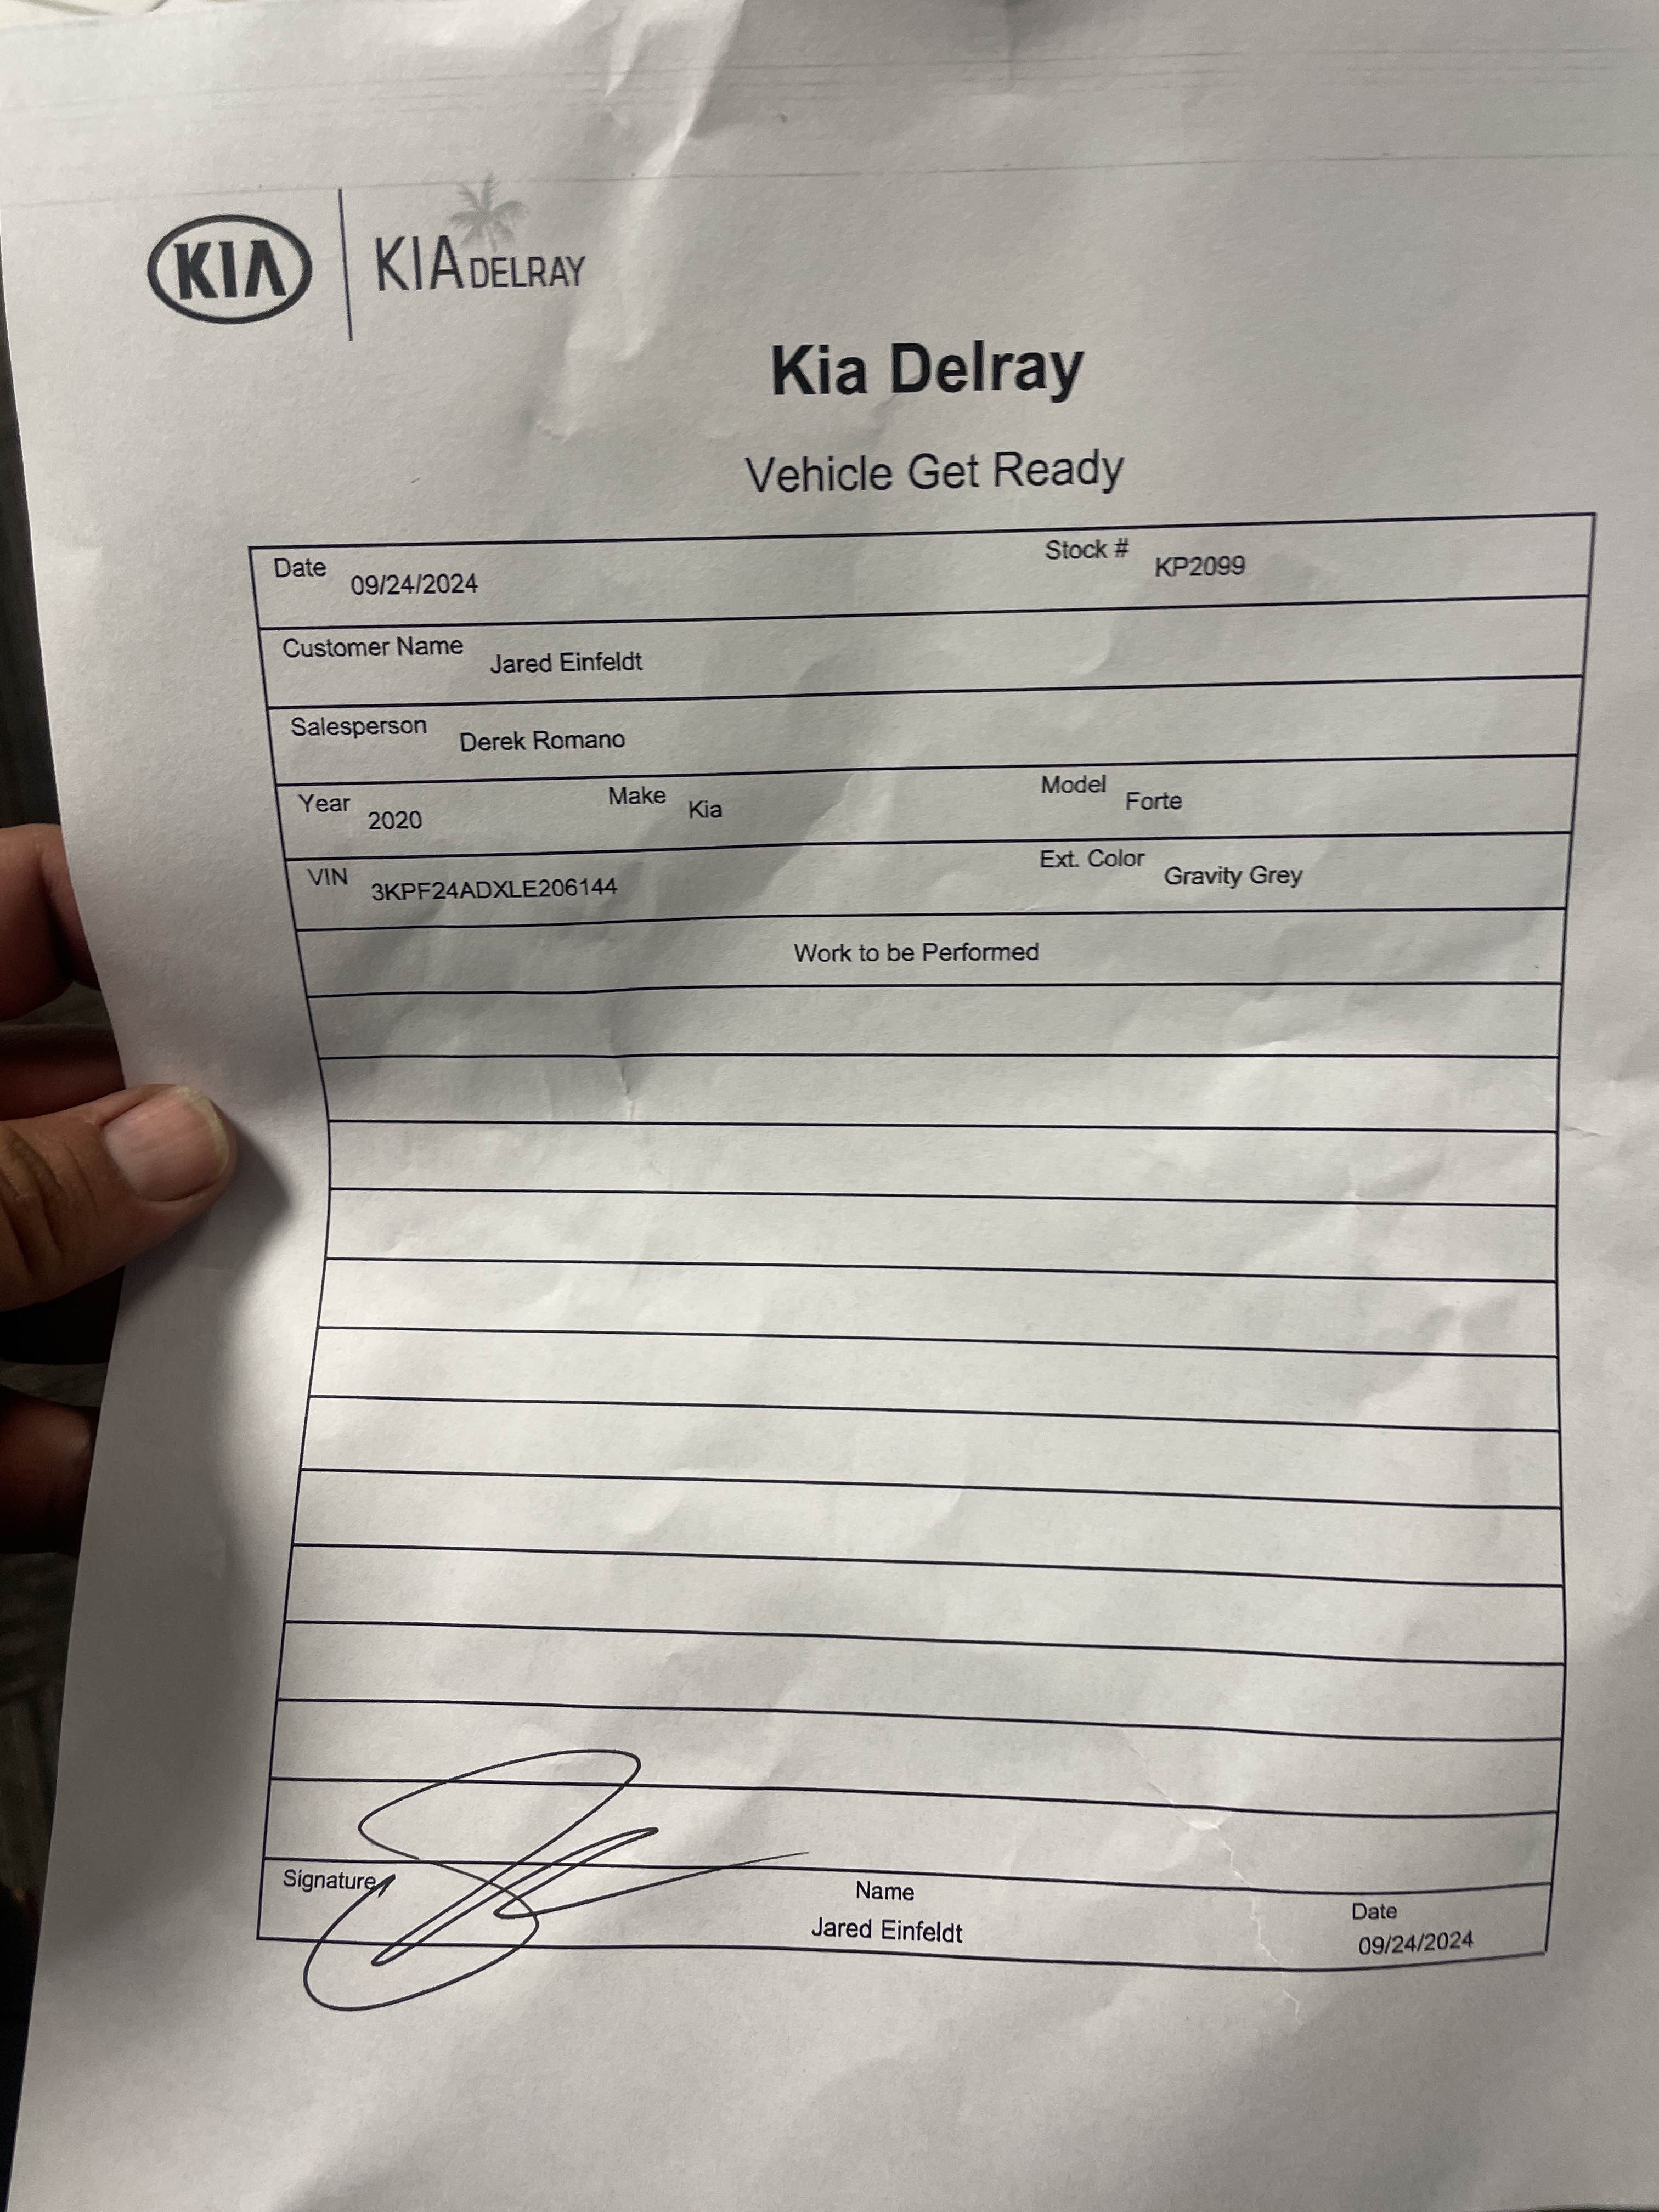 KIA KIA DELRAY
Kia Delray
Vehicle Get Ready
Date 09/24/2024 Stock # KP2099
Customer Name Jared Einfeldt
Salesperson Derek Romano
Year 2020 Make Kia Model Forte
VIN 3KPF24ADXLE206144 Ext. Color Gravity Grey
Work to be Performed
Signature Name Date
Jared Einfeldt 09/24/2024